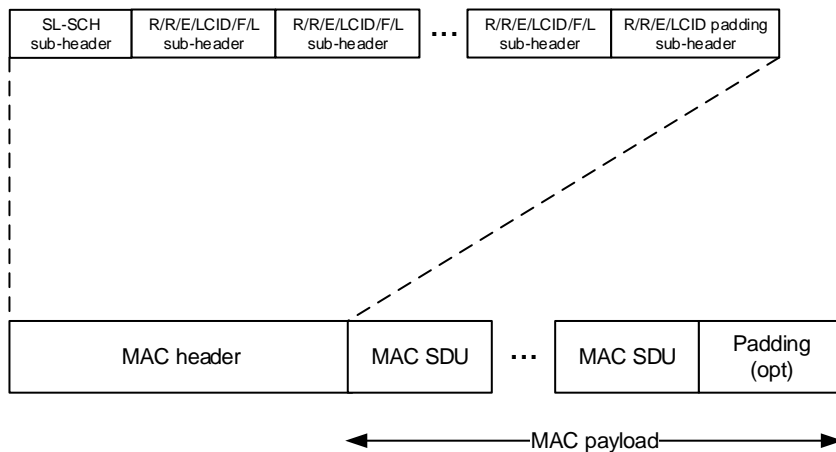 SL-SCH
sub-header
R/R/E/LCID/F/L
sub-header
R/R/E/LCID/F/L
sub-header
...
R/R/E/LCID/F/L
sub-header
R/R/E/LCID padding
sub-header
MAC header
MAC SDU
...
MAC SDU
Padding
(opt)
MAC payload